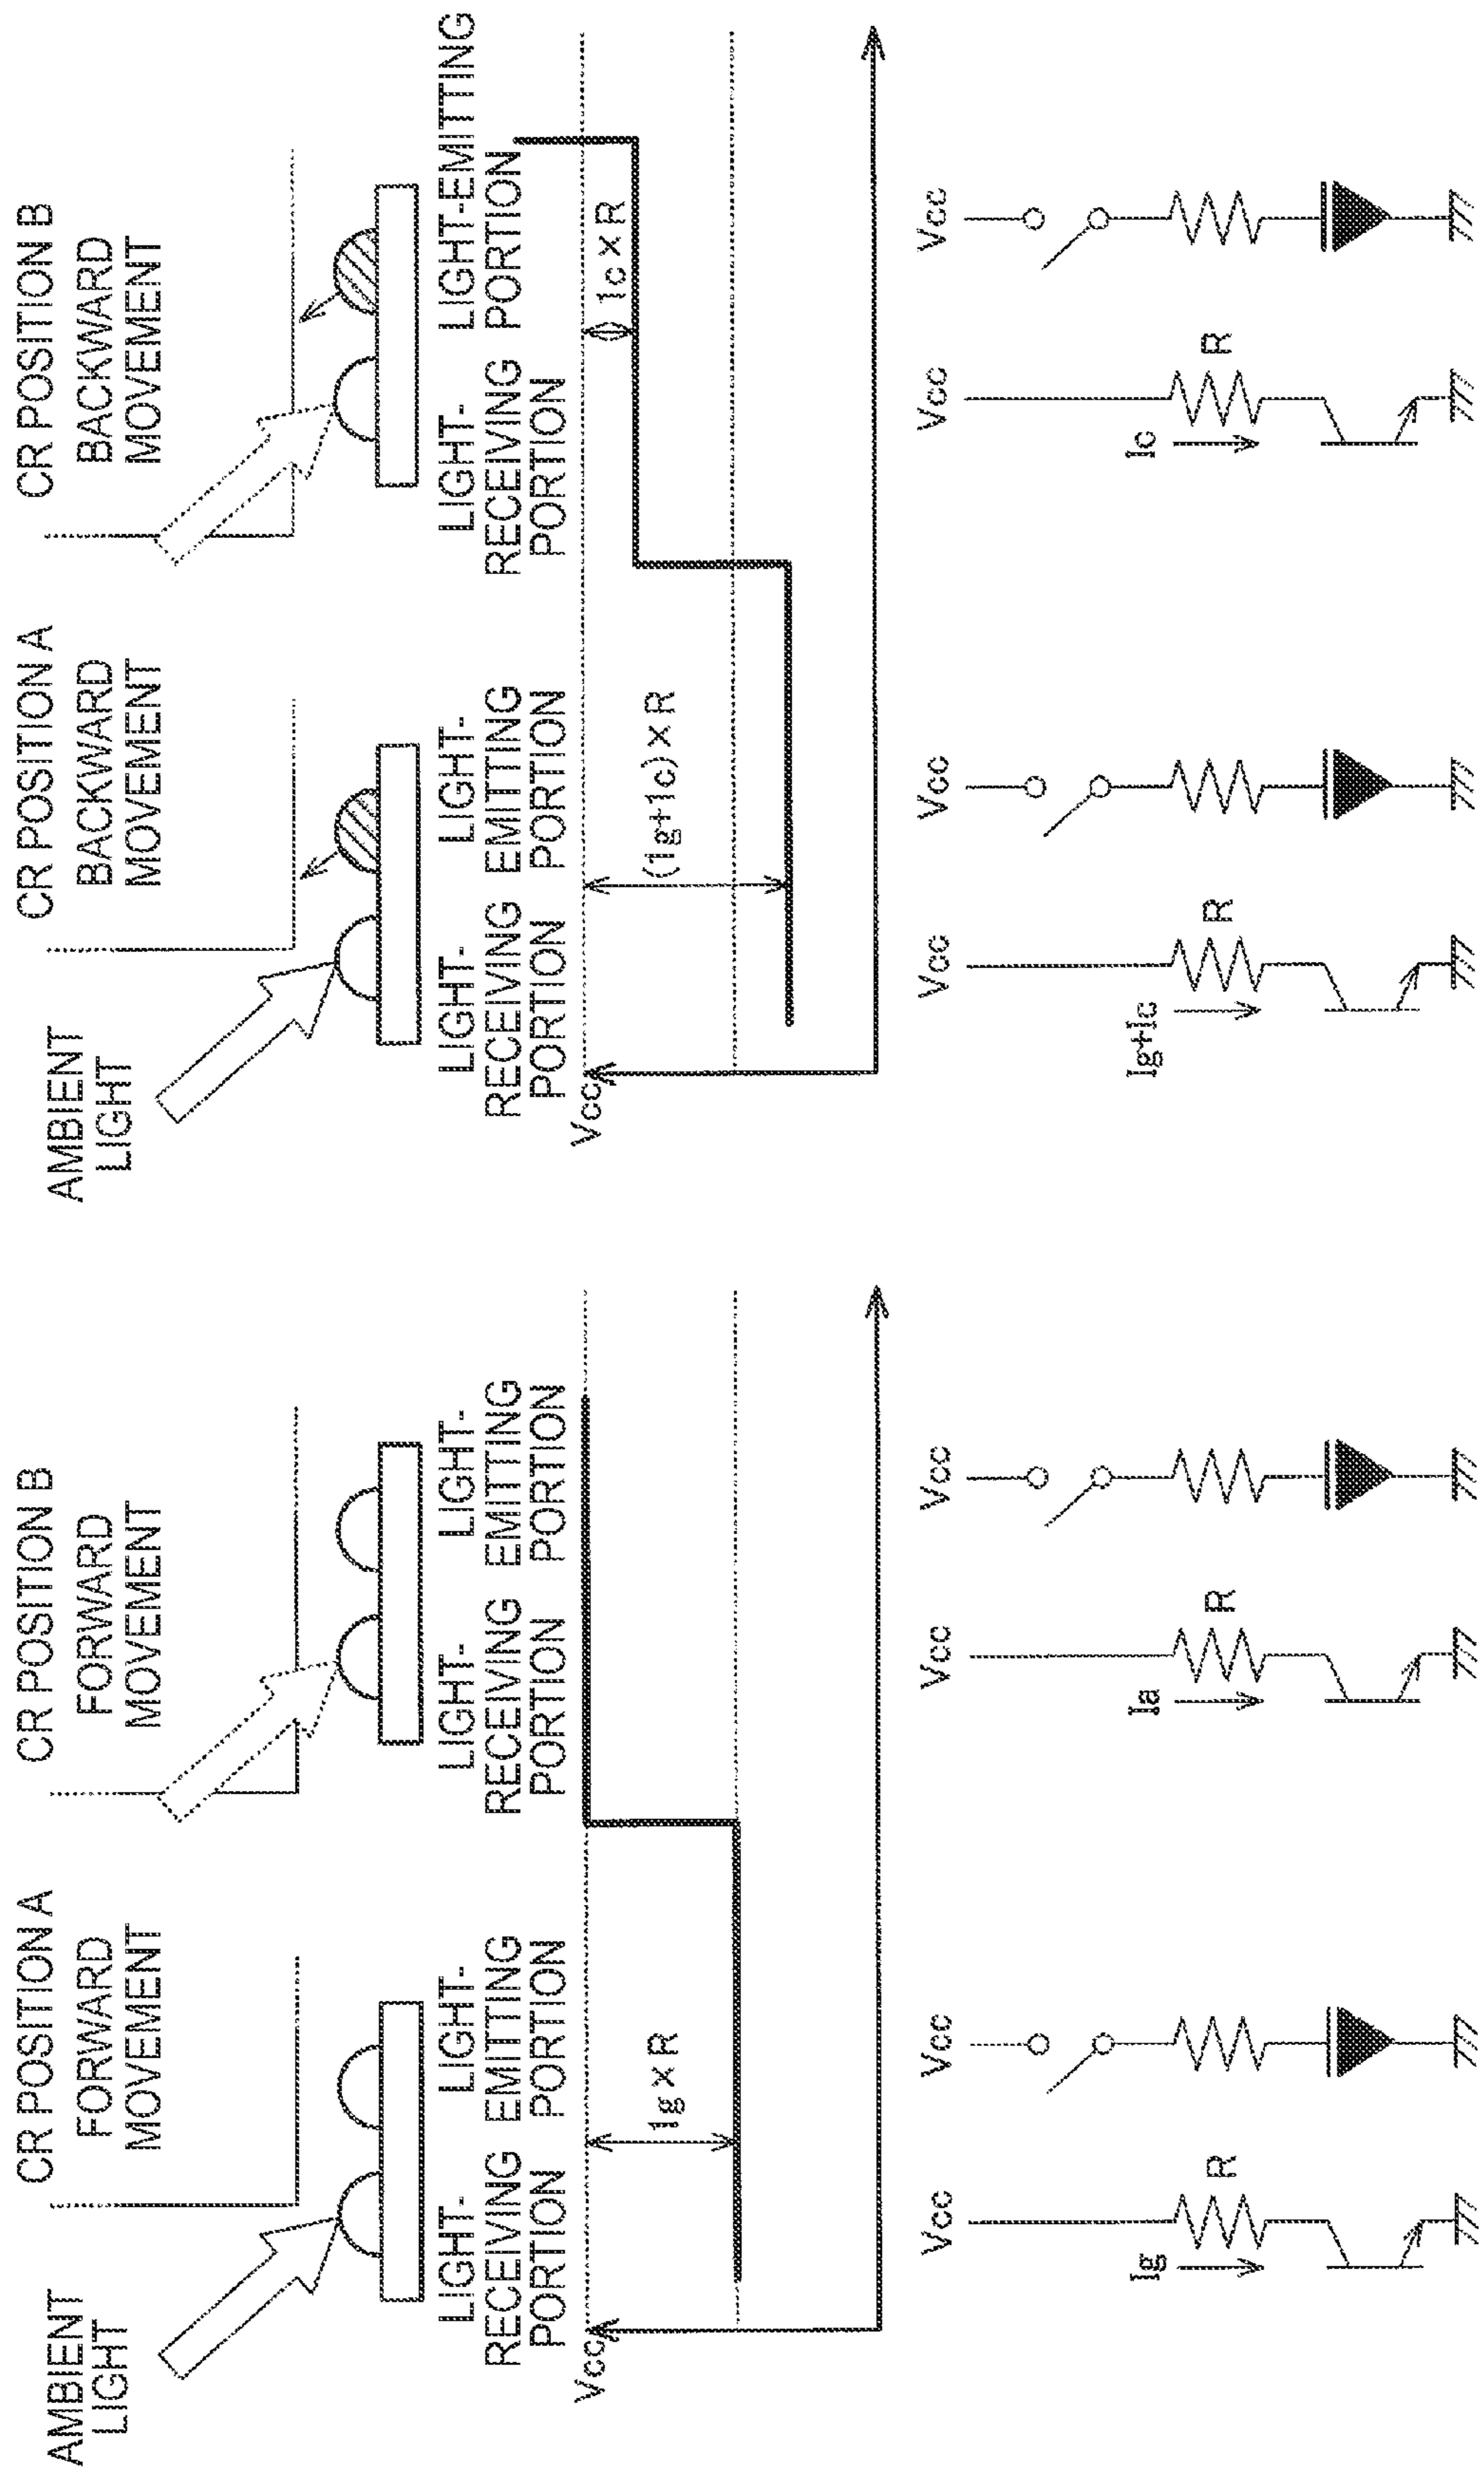 CR POSITION A
FORWARD
MOVEMENT
AMBIENT
LIGHT
LIGHT-
RECEIVING
PORTION
LIGHT-
EMITTING
PORTION
CR POSITION B
FORWARD
MOVEMENT
LIGHT-
RECEIVING
PORTION
LIGHT-
EMITTING
PORTION
Vcc
Ig × R
Vcc
Ig
R
Vcc
Vcc
Ia
R
Vcc
CR POSITION A
BACKWARD
MOVEMENT
AMBIENT
LIGHT
LIGHT-
RECEIVING
PORTION
LIGHT-
EMITTING
PORTION
CR POSITION B
BACKWARD
MOVEMENT
LIGHT-
RECEIVING
PORTION
LIGHT-EMITTING
PORTION
Vcc
(Ig+Ic) × R
Ic × R
Vcc
Ig+Ic
R
Vcc
Vcc
Ic
R
Vcc